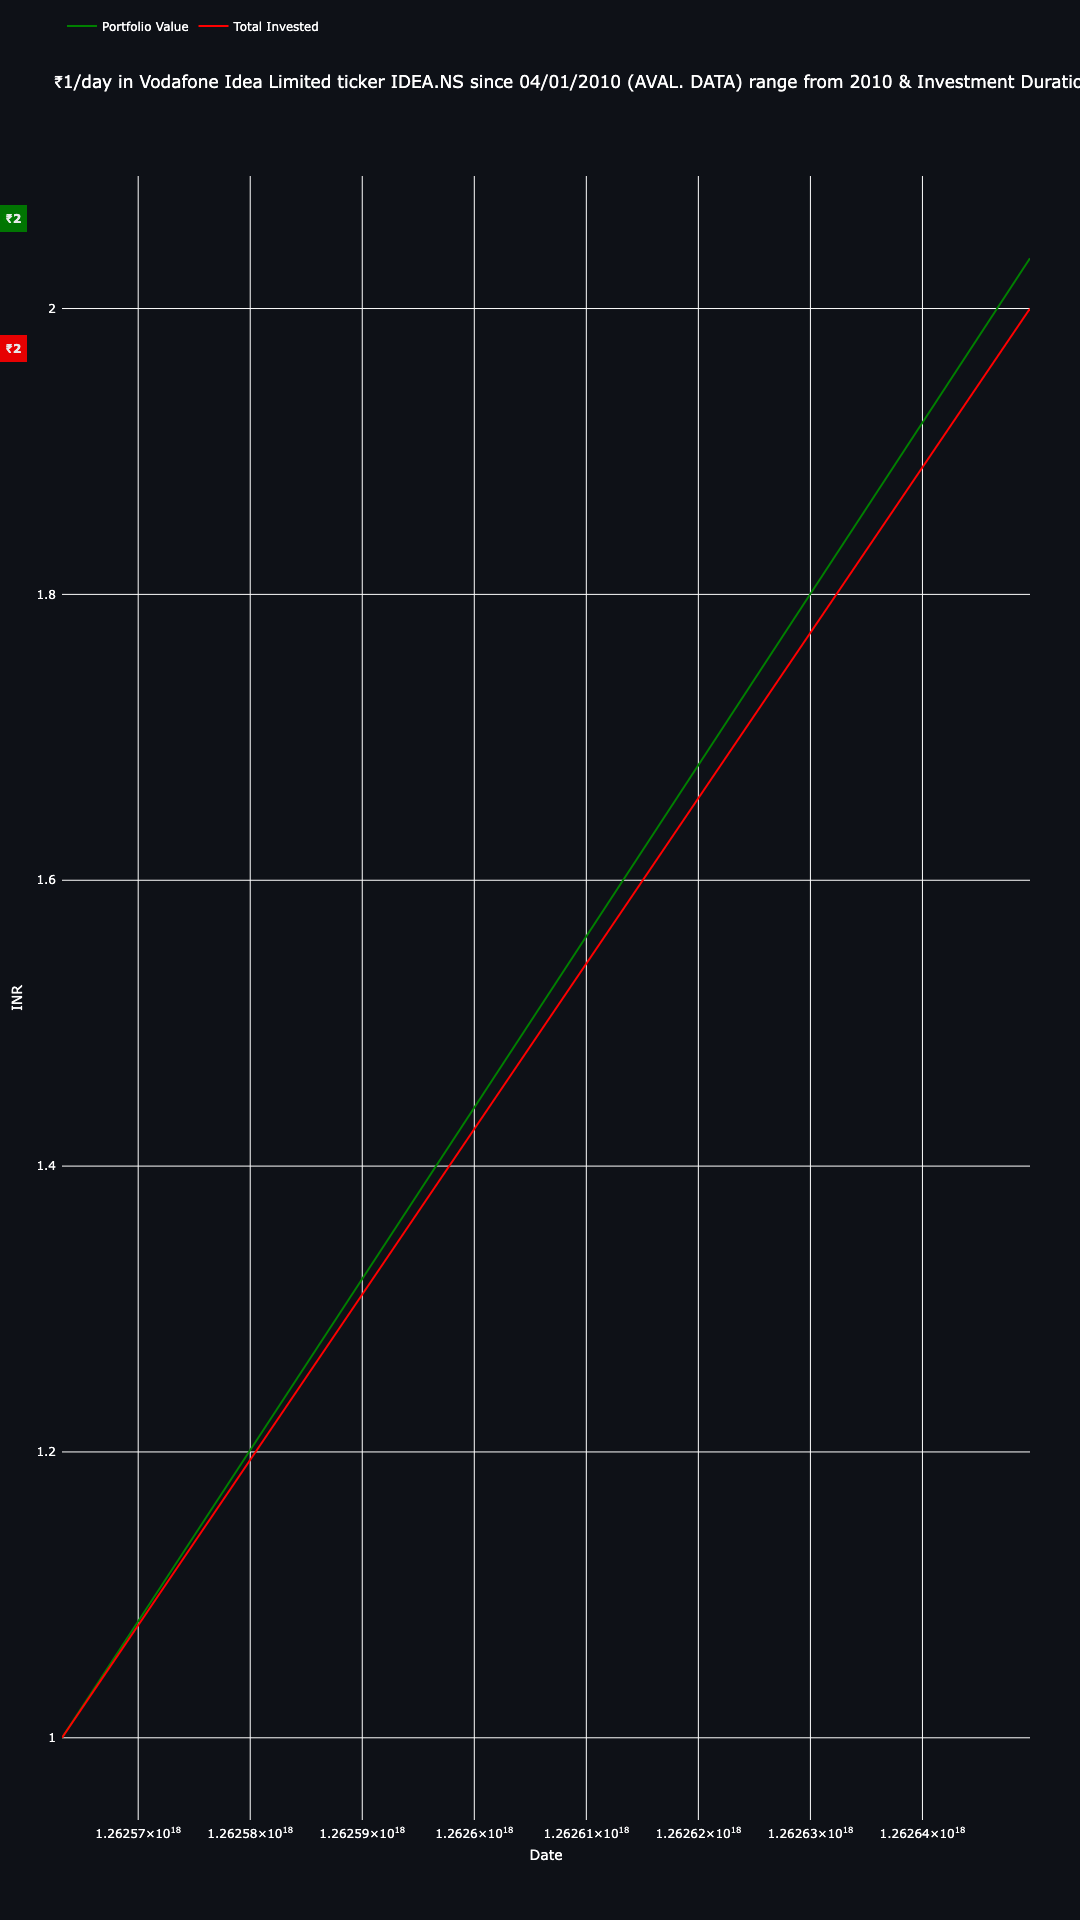 Portfolio Value Total Invested
₹1/day in Vodafone Idea Limited ticker IDEA.NS since 04/01/2010 (AVAL. DATA) range from 2010 & Investment Duratio
₹2
2
₹2
1.8
1.6
INR
1.4
1.2
1
1.26257×10¹⁸ 1.26258×10¹⁸ 1.26259×10¹⁸ 1.2626×10¹⁸ 1.26261×10¹⁸ 1.26262×10¹⁸ 1.26263×10¹⁸ 1.26264×10¹⁸
Date